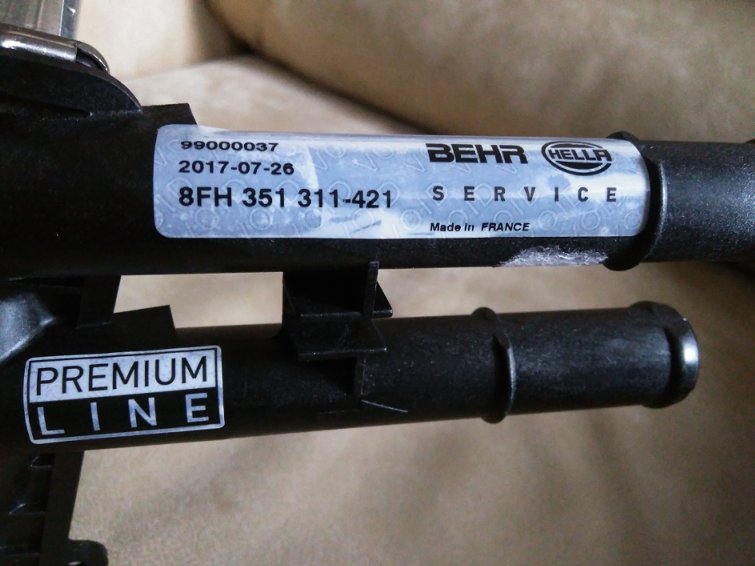 99000037
2017-07-26
8FH 351 311-421
BEHR HELLA
SERVICE
Made in FRANCE
PREMIUM
LINE